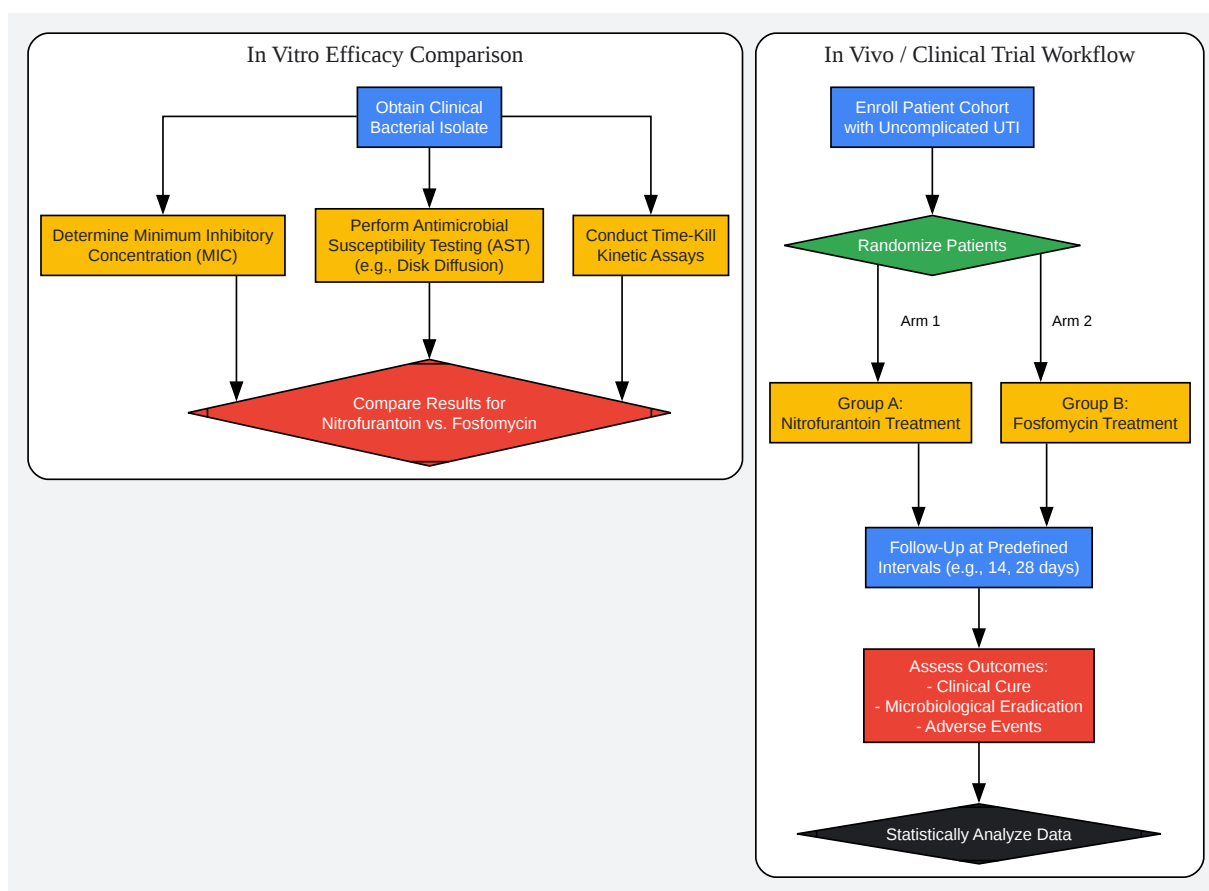 In Vitro Efficacy Comparison
Obtain Clinical
Bacterial Isolate
Determine Minimum Inhibitory
Concentration (MIC)
Perform Antimicrobial
Susceptibility Testing (AST)
(e.g., Disk Diffusion)
Conduct Time-Kill
Kinetic Assays
Compare Results for
Nitrofurantoin vs. Fosfomycin
In Vivo / Clinical Trial Workflow
Enroll Patient Cohort
with Uncomplicated UTI
Randomize Patients
Arm 1
Arm 2
Group A:
Nitrofurantoin Treatment
Group B:
Fosfomycin Treatment
Follow-Up at Predefined
Intervals (e.g., 14, 28 days)
Assess Outcomes:
- Clinical Cure
- Microbiological Eradication
- Adverse Events
Statistically Analyze Data